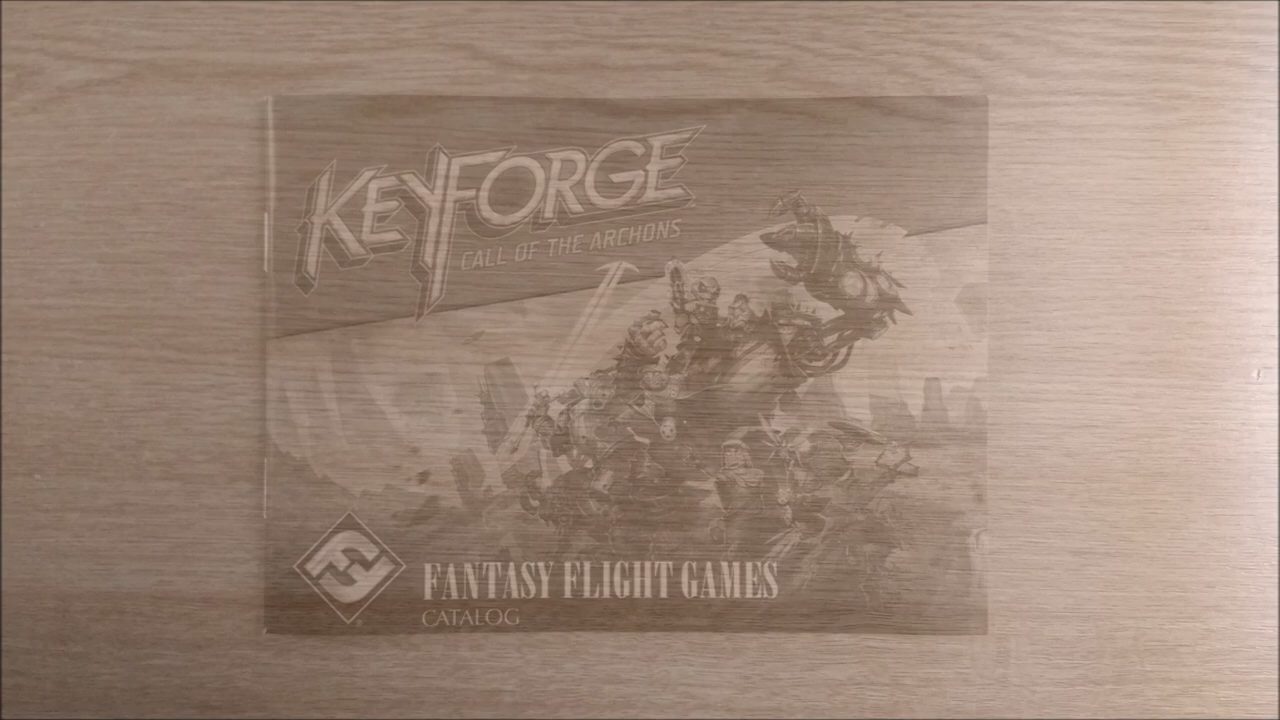 KEYFORGE
CALL OF THE ARCHONS
FANTASY FLIGHT GAMES
CATALOG